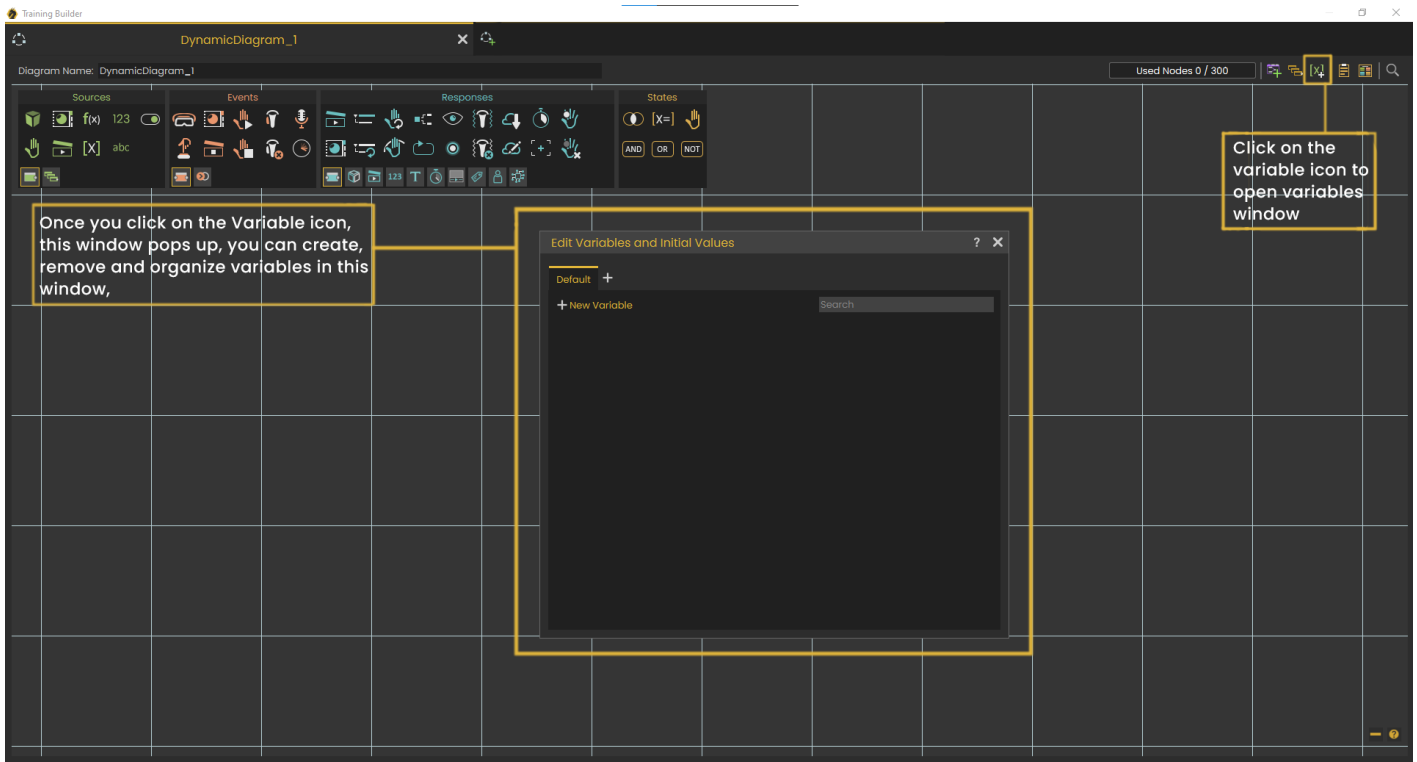 Training Builder
DynamicDiagram_1
Diagram Name: DynamicDiagram_1
Used Nodes 0 / 300
Sources
Events
Responses
States
f(x) 123
[X=]
[X] abc
AND OR NOT
123 T
Click on the
variable icon to
open variables
window
Once you click on the Variable icon,
this window pops up, you can create,
remove and organize variables in this
window,
Edit Variables and Initial Values
?
Default
New Variable
Search